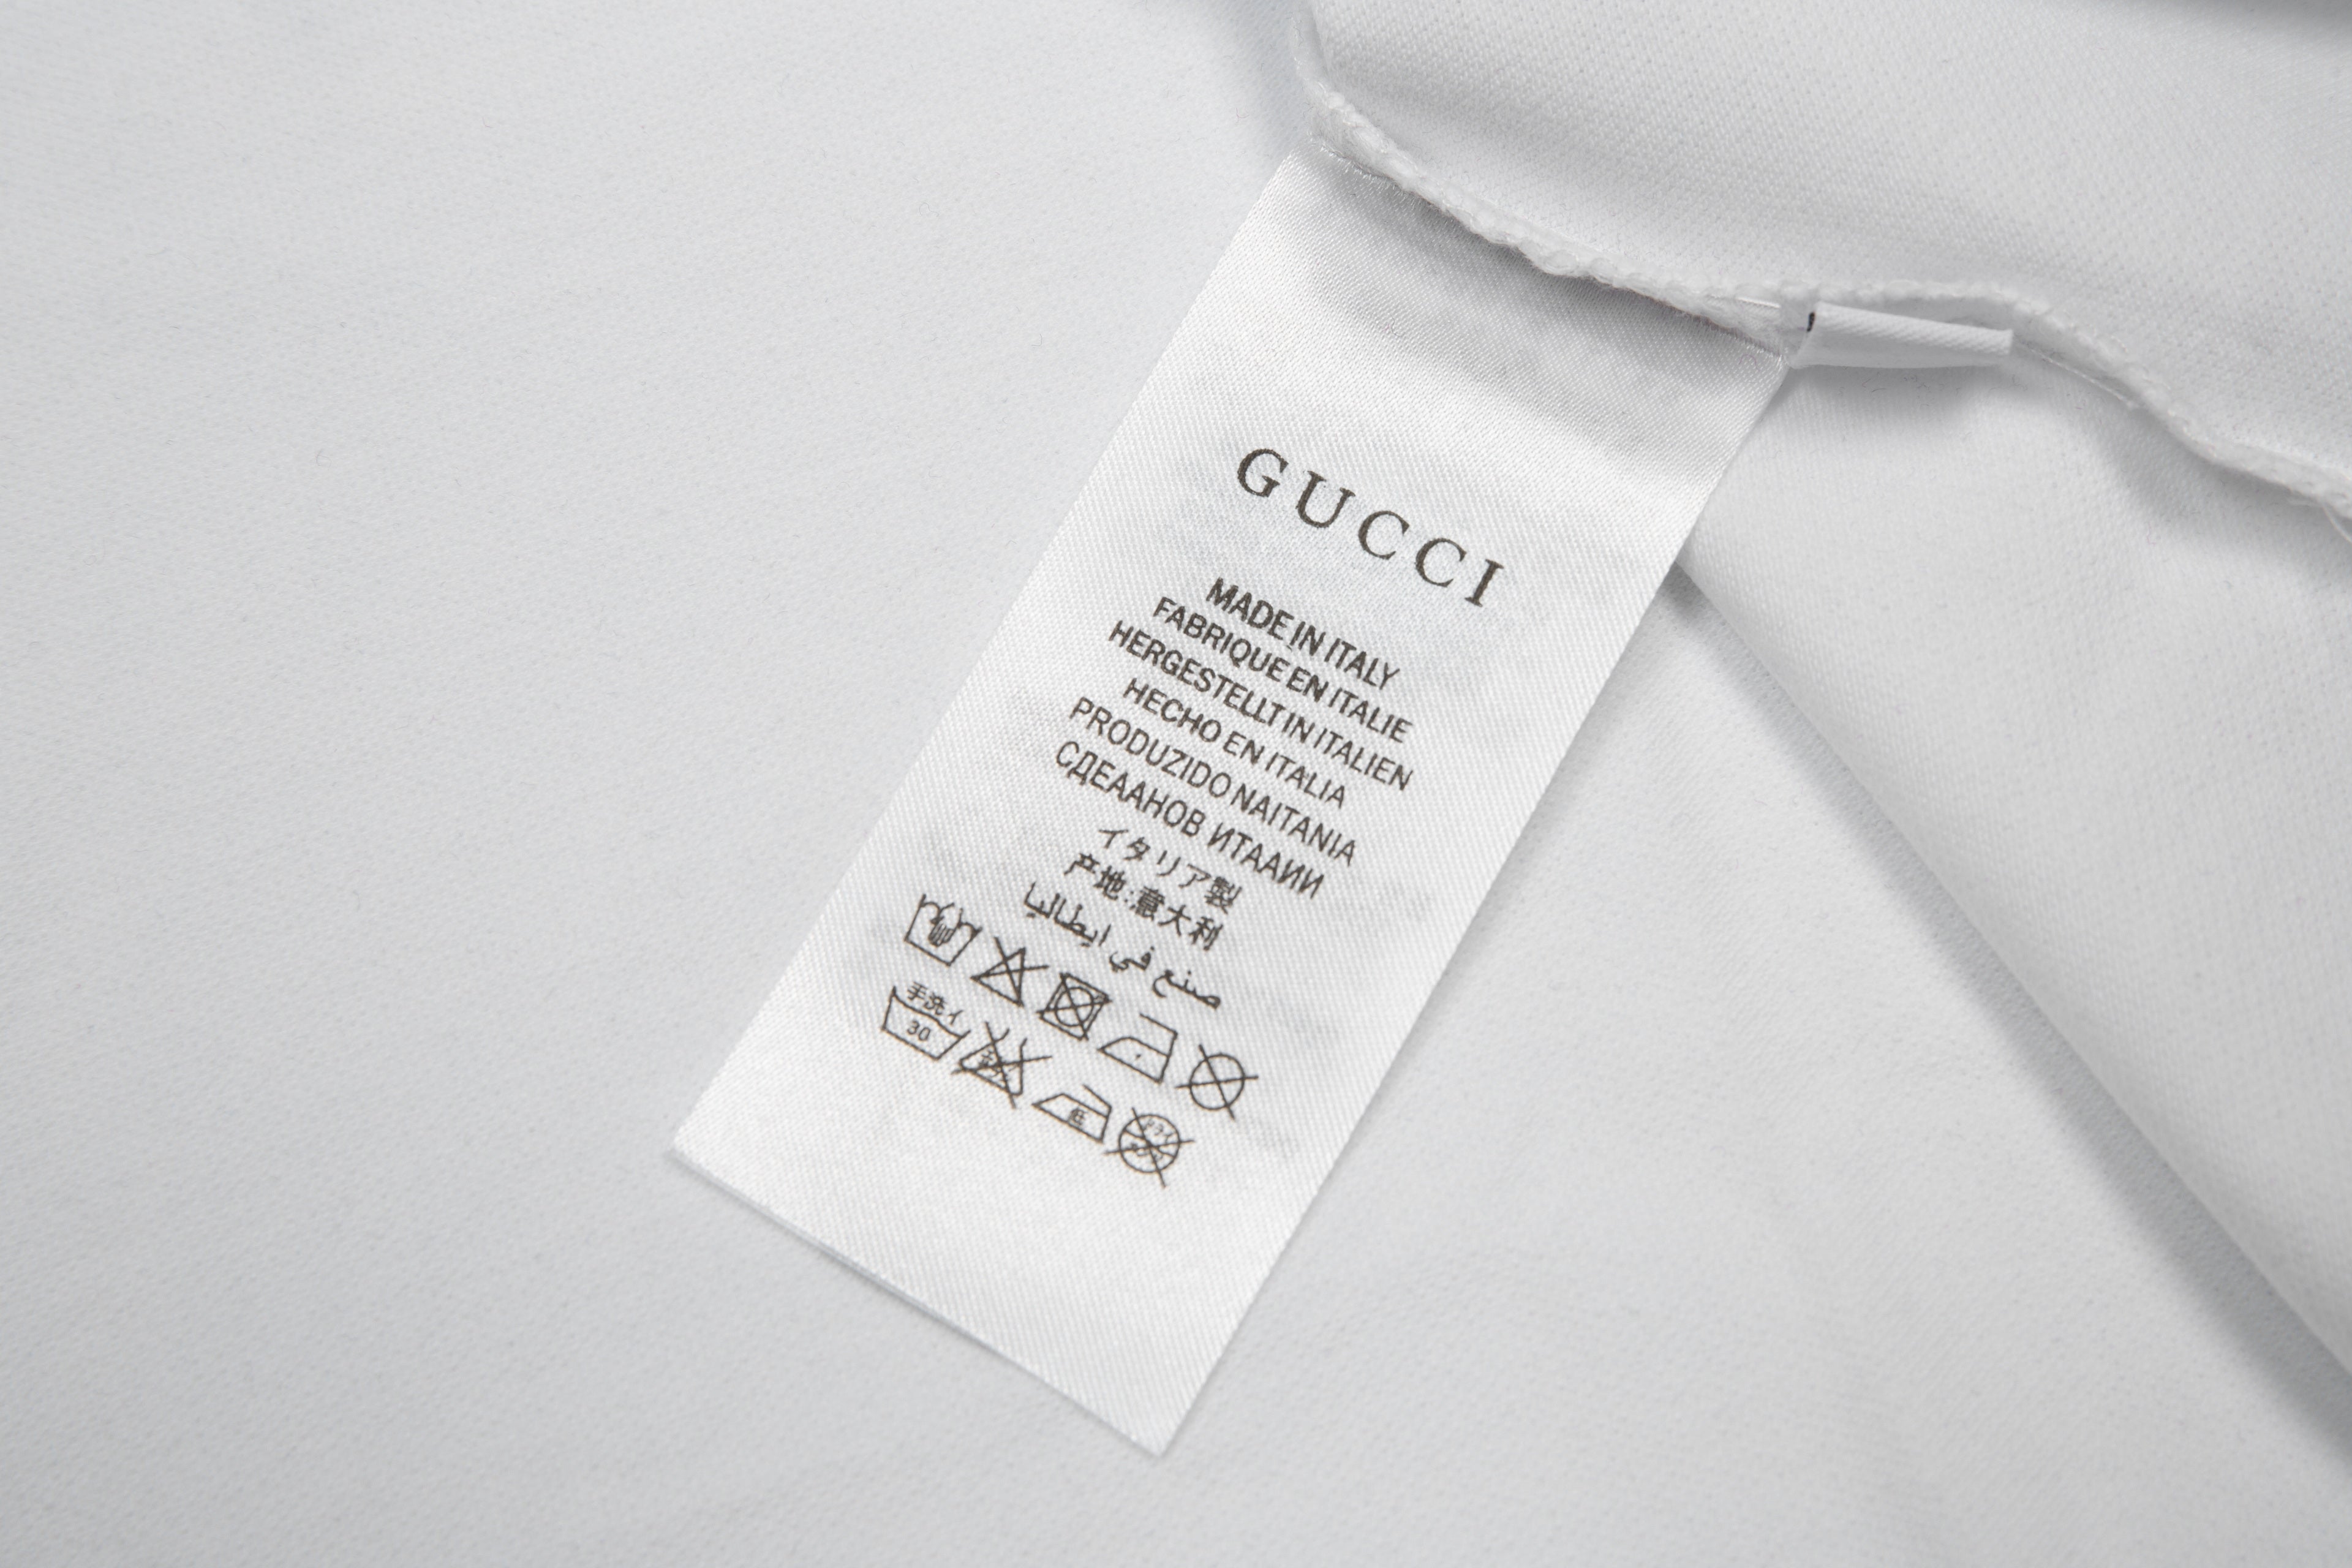 GUCCI
MADE IN ITALY
FABRIQUE EN ITALIE
HERGESTELLT IN ITALIEN
HECHO EN ITALIA
PRODUZIDO NAITANIA
СДЕААНОВ ИТААИИ
イタリア製
产地:意大利
صنع في ايطاليا
手洗イ
30
低